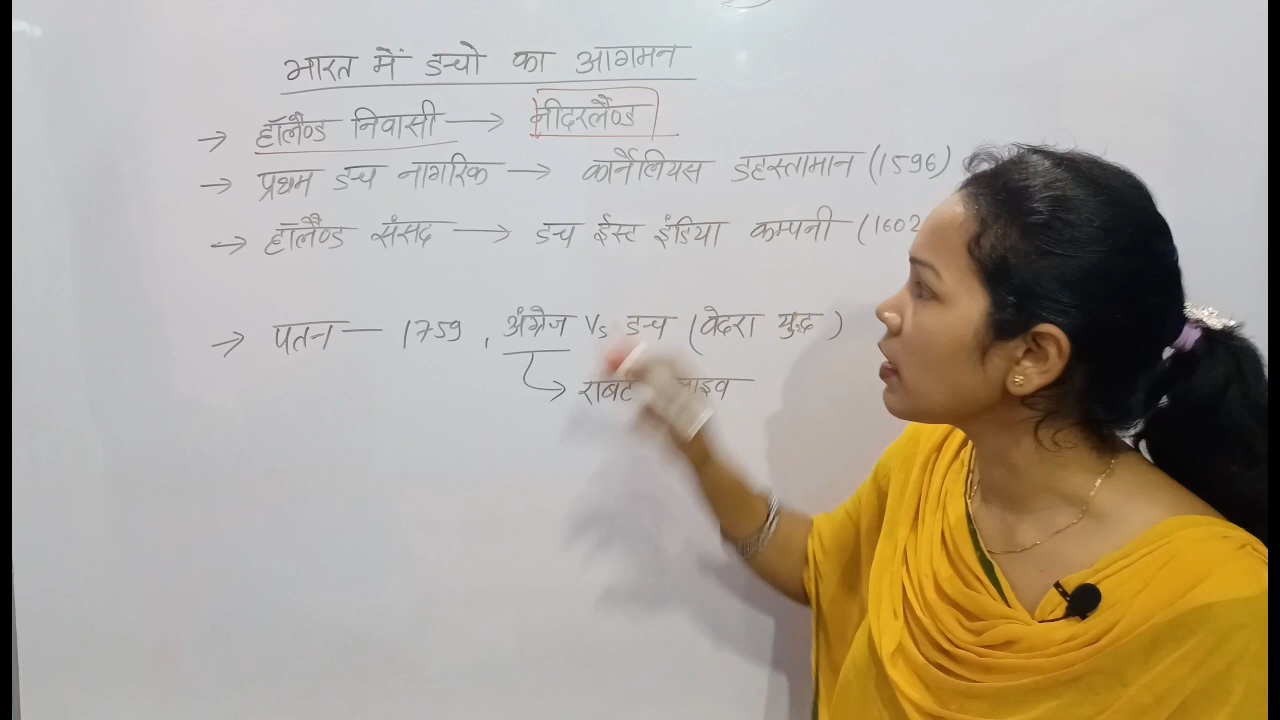 भारत में डचो का आगमन
→ हॉलैण्ड निवासी → नीदरलैण्ड
→ प्रथम डच नागरिक → कार्नेलियस डहस्तामान (1596)
→ हॉलैण्ड संसद → डच ईस्ट इंडिया कम्पनी (1602
→ पतन — 1759, अंग्रेज Vs डच (वेदरा युद्ध)
→